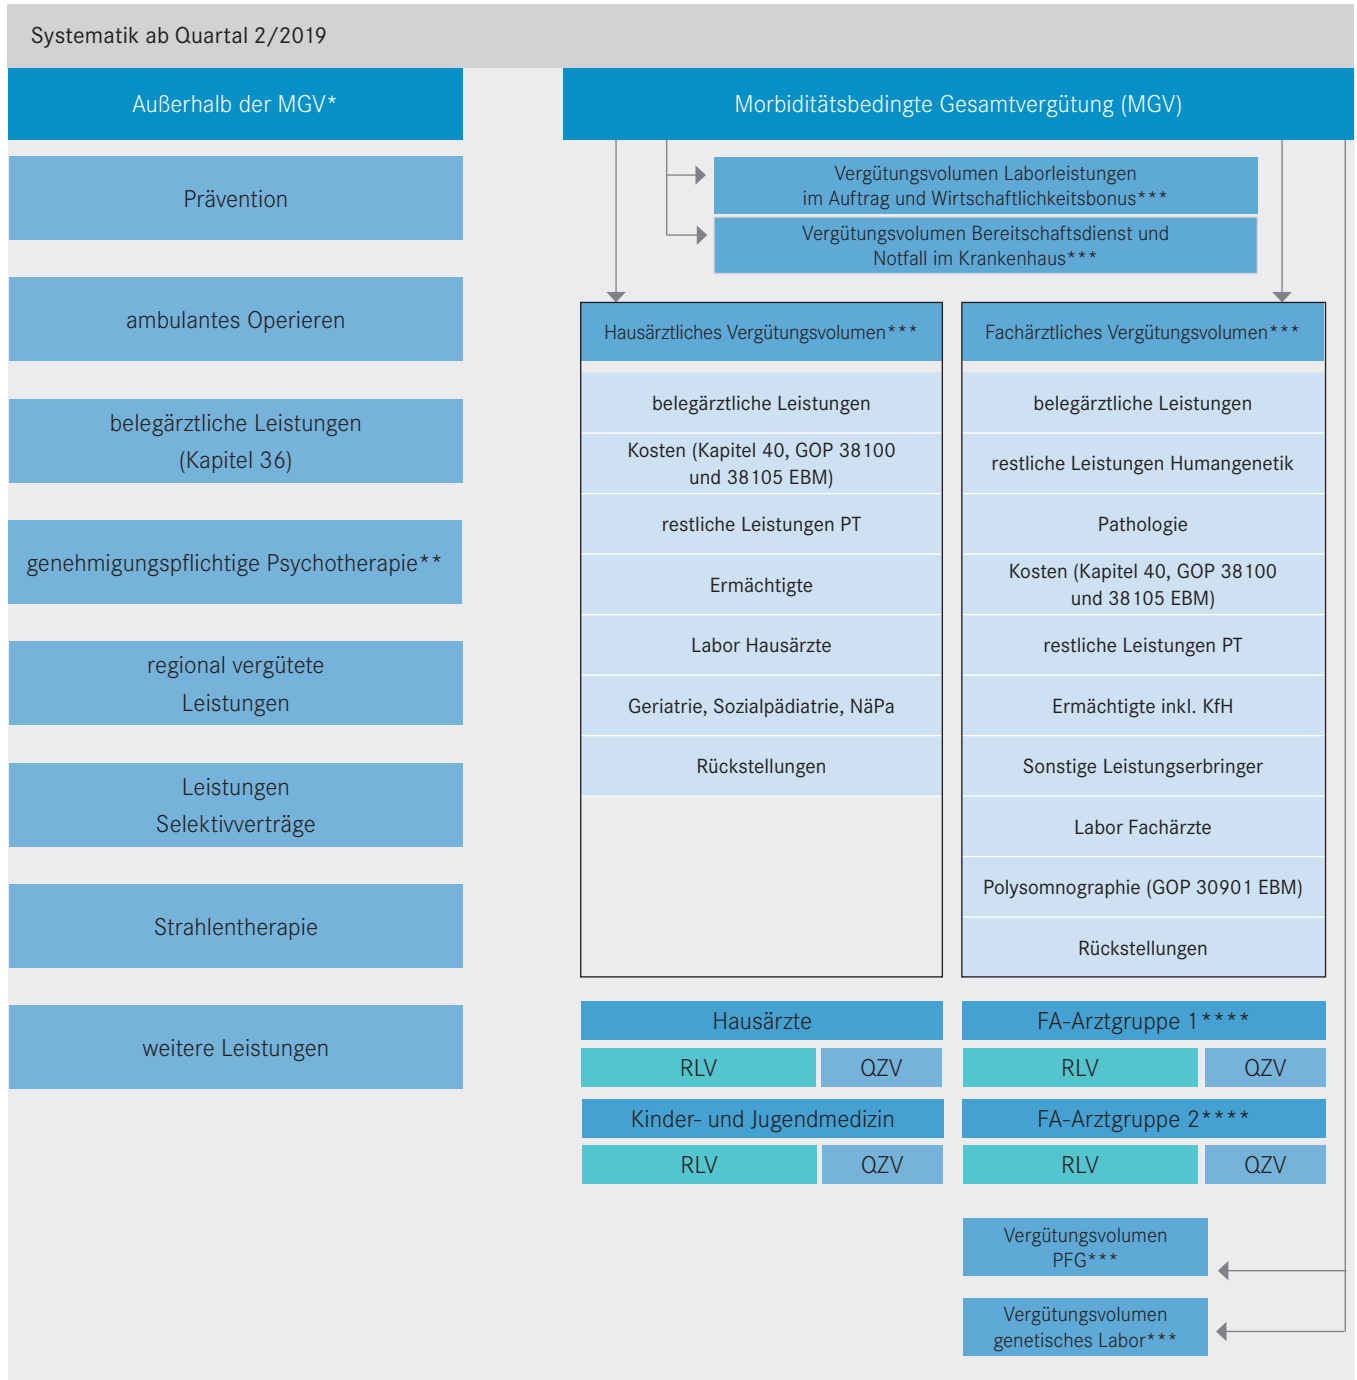 Systematik ab Quartal 2/2019
Außerhalb der MGV*
Prävention
ambulantes Operieren
belegärztliche Leistungen
(Kapitel 36)
genehmigungspflichtige Psychotherapie**
regional vergütete
Leistungen
Leistungen
Selektivverträge
Strahlentherapie
weitere Leistungen
Morbiditätsbedingte Gesamtvergütung (MGV)
Vergütungsvolumen Laborleistungen
im Auftrag und Wirtschaftlichkeitsbonus***
Vergütungsvolumen Bereitschaftsdienst und
Notfall im Krankenhaus***
Hausärztliches Vergütungsvolumen***
belegärztliche Leistungen
Kosten (Kapitel 40, GOP 38100
und 38105 EBM)
restliche Leistungen PT
Ermächtigte
Labor Hausärzte
Geriatrie, Sozialpädiatrie, NäPa
Rückstellungen
Fachärztliches Vergütungsvolumen***
belegärztliche Leistungen
restliche Leistungen Humangenetik
Pathologie
Kosten (Kapitel 40, GOP 38100
und 38105 EBM)
restliche Leistungen PT
Ermächtigte inkl. KfH
Sonstige Leistungserbringer
Labor Fachärzte
Polysomnographie (GOP 30901 EBM)
Rückstellungen
Hausärzte
RLV QZV
Kinder- und Jugendmedizin
RLV QZV
FA-Arztgruppe 1****
RLV QZV
FA-Arztgruppe 2****
RLV QZV
Vergütungsvolumen
PFG***
Vergütungsvolumen
genetisches Labor***